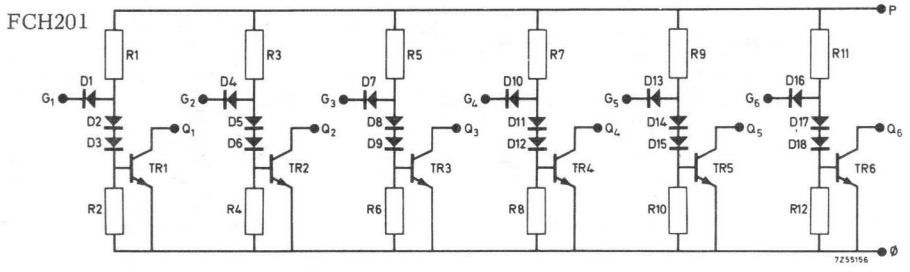 FCH201
P
R1 R3 R5 R7 R9 R11
D1 D4 D7 D10 D13 D16
G₁ G₂ G₃ G₄ G₅ G₆
D2 Q₁ D5 Q₂ D8 Q₃ D11 Q₄ D14 Q₅ D17 Q₆
D3 D6 D9 D12 D15 D18
TR1 TR2 TR3 TR4 TR5 TR6
R2 R4 R6 R8 R10 R12
Ø
7Z55156